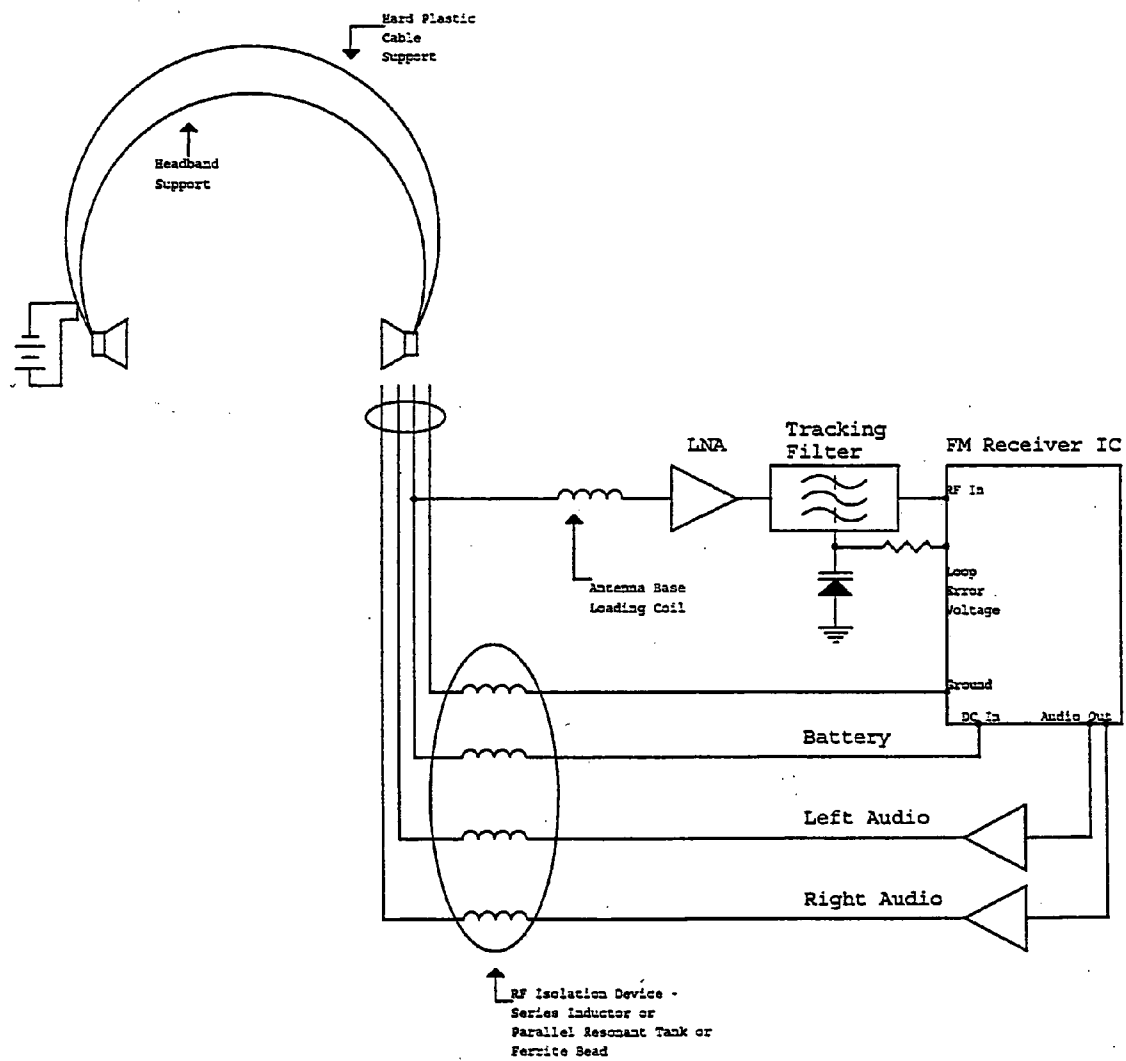 Hard Plastic
Cable
Support
Headband
Support
LNA
Tracking
Filter
FM Receiver IC
RF In
Antenna Base
Loading Coil
Loop
Error
Voltage
Ground
DC In
Audio Out
Battery
Left Audio
Right Audio
RF Isolation Device -
Series Inductor or
Parallel Resonant Tank or
Ferrite Bead